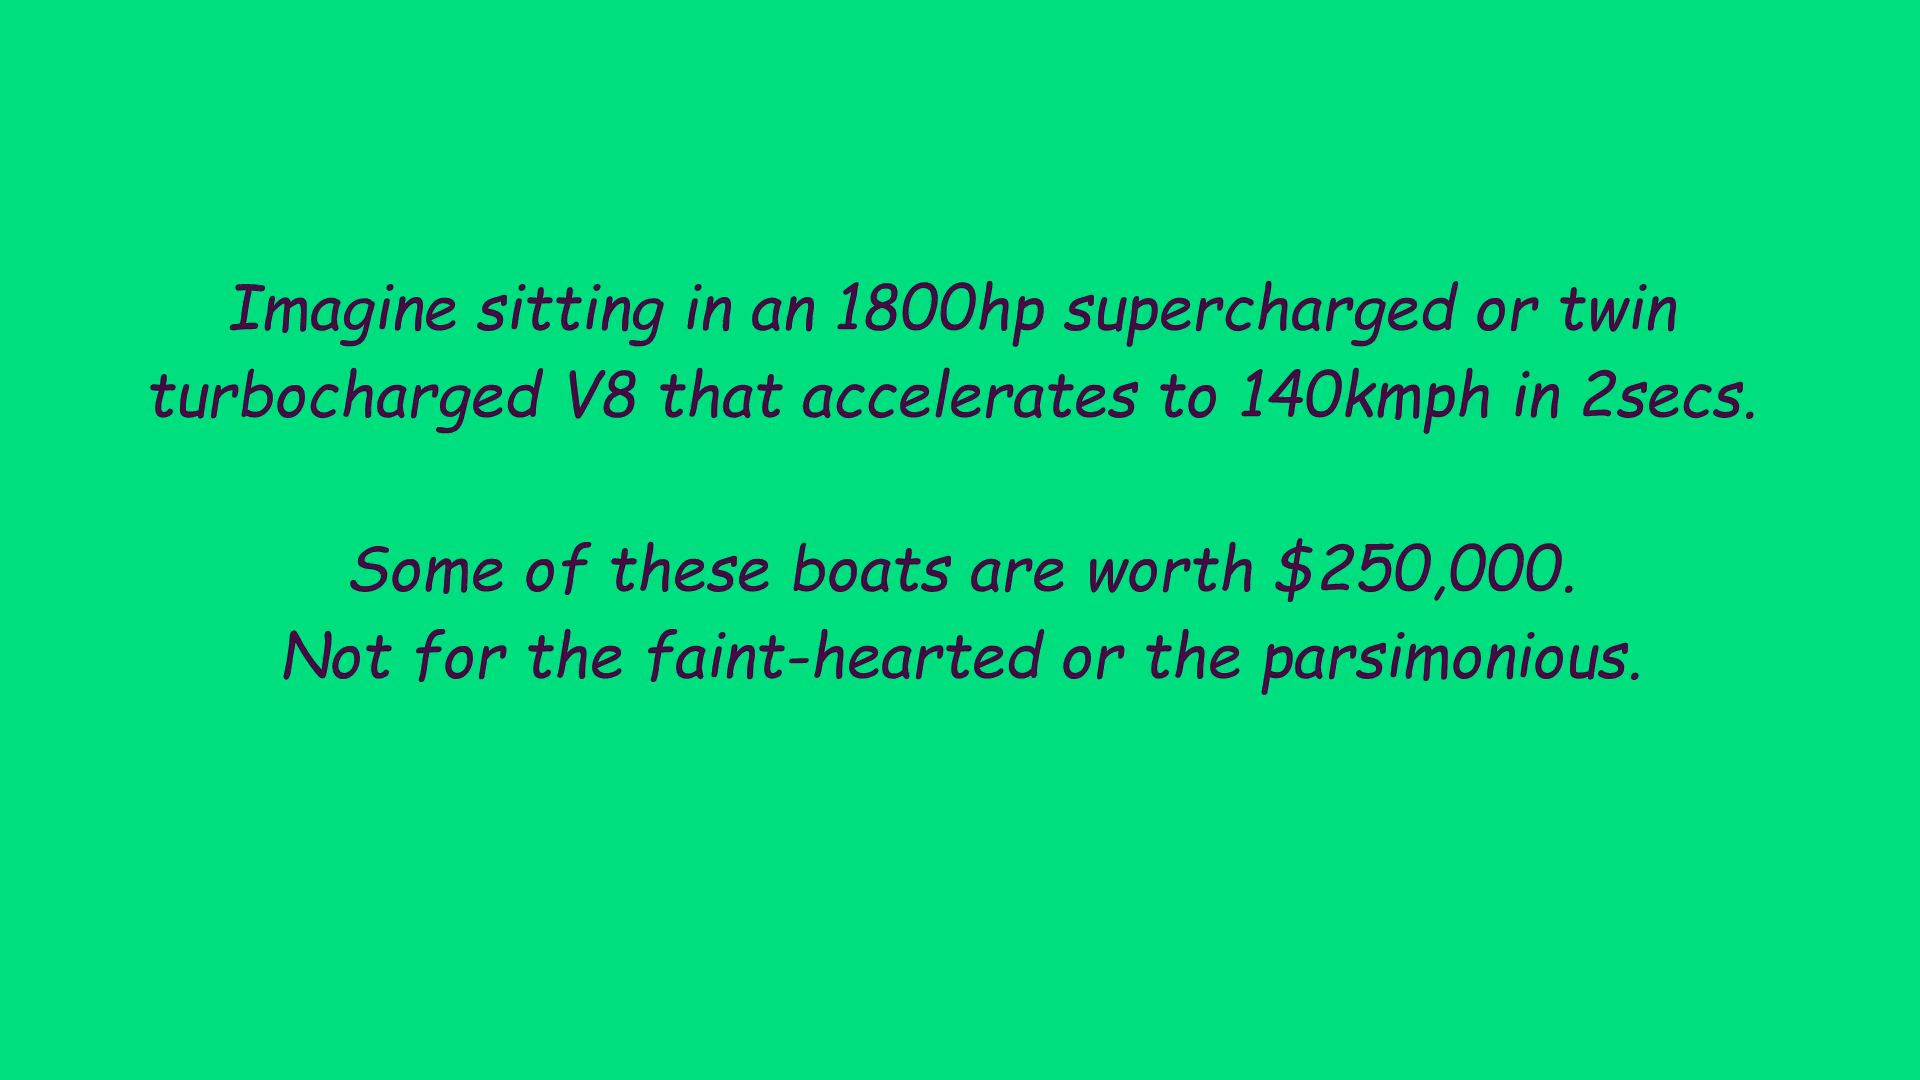 Imagine sitting in an 1800hp supercharged or twin
turbocharged V8 that accelerates to 140kmph in 2secs.
Some of these boats are worth $250,000.
Not for the faint-hearted or the parsimonious.